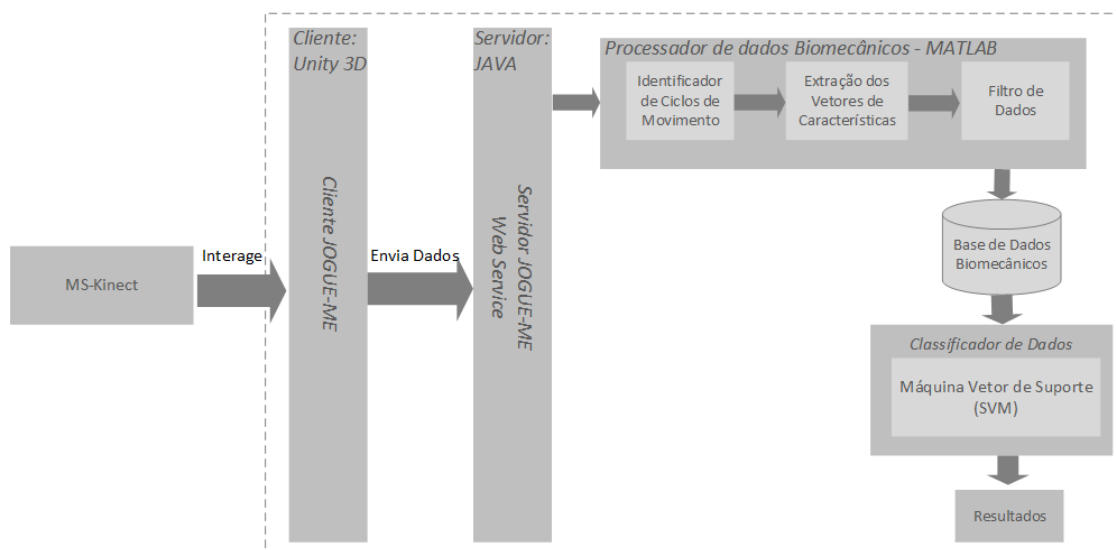 Cliente:
Unity 3D
Servidor:
JAVA
Processador de dados Biomecânicos - MATLAB
Identificador
de Ciclos de
Movimento
Extração dos
Vetores de
Características
Filtro de
Dados
MS-Kinect
Interage
Cliente JOGUE-ME
Envia Dados
Servidor JOGUE-ME
Web Service
Base de Dados
Biomecânicos
Classificador de Dados
Máquina Vetor de Suporte
(SVM)
Resultados